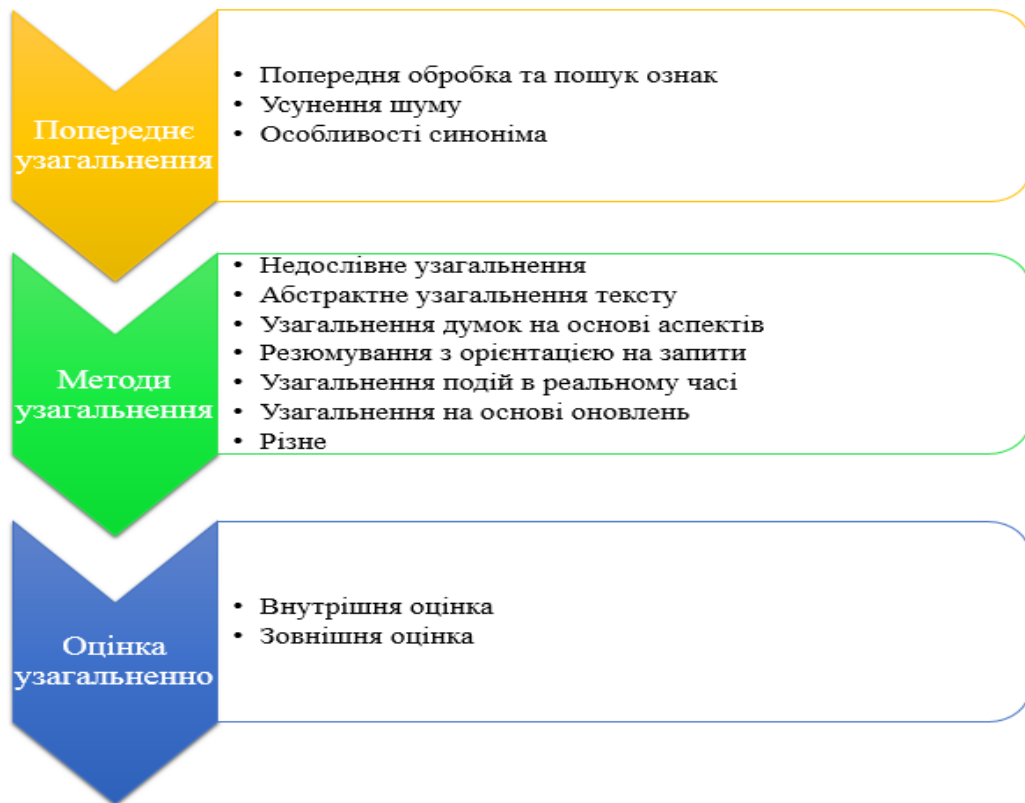 Попереднє
узагальнення
• Попередня обробка та пошук ознак
• Усунення шуму
• Особливості синоніма
Методи
узагальнення
• Недослівне узагальнення
• Абстрактне узагальнення тексту
• Узагальнення думок на основі аспектів
• Резюмування з орієнтацією на запити
• Узагальнення подій в реальному часі
• Узагальнення на основі оновлень
• Різне
Оцінка
узагальненно
• Внутрішня оцінка
• Зовнішня оцінка